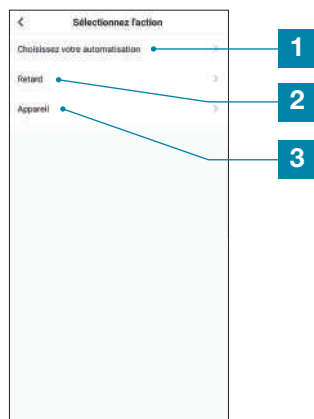 Sélectionnez l'action
Choisissez votre automatisation
1
Retard
2
Appareil
3